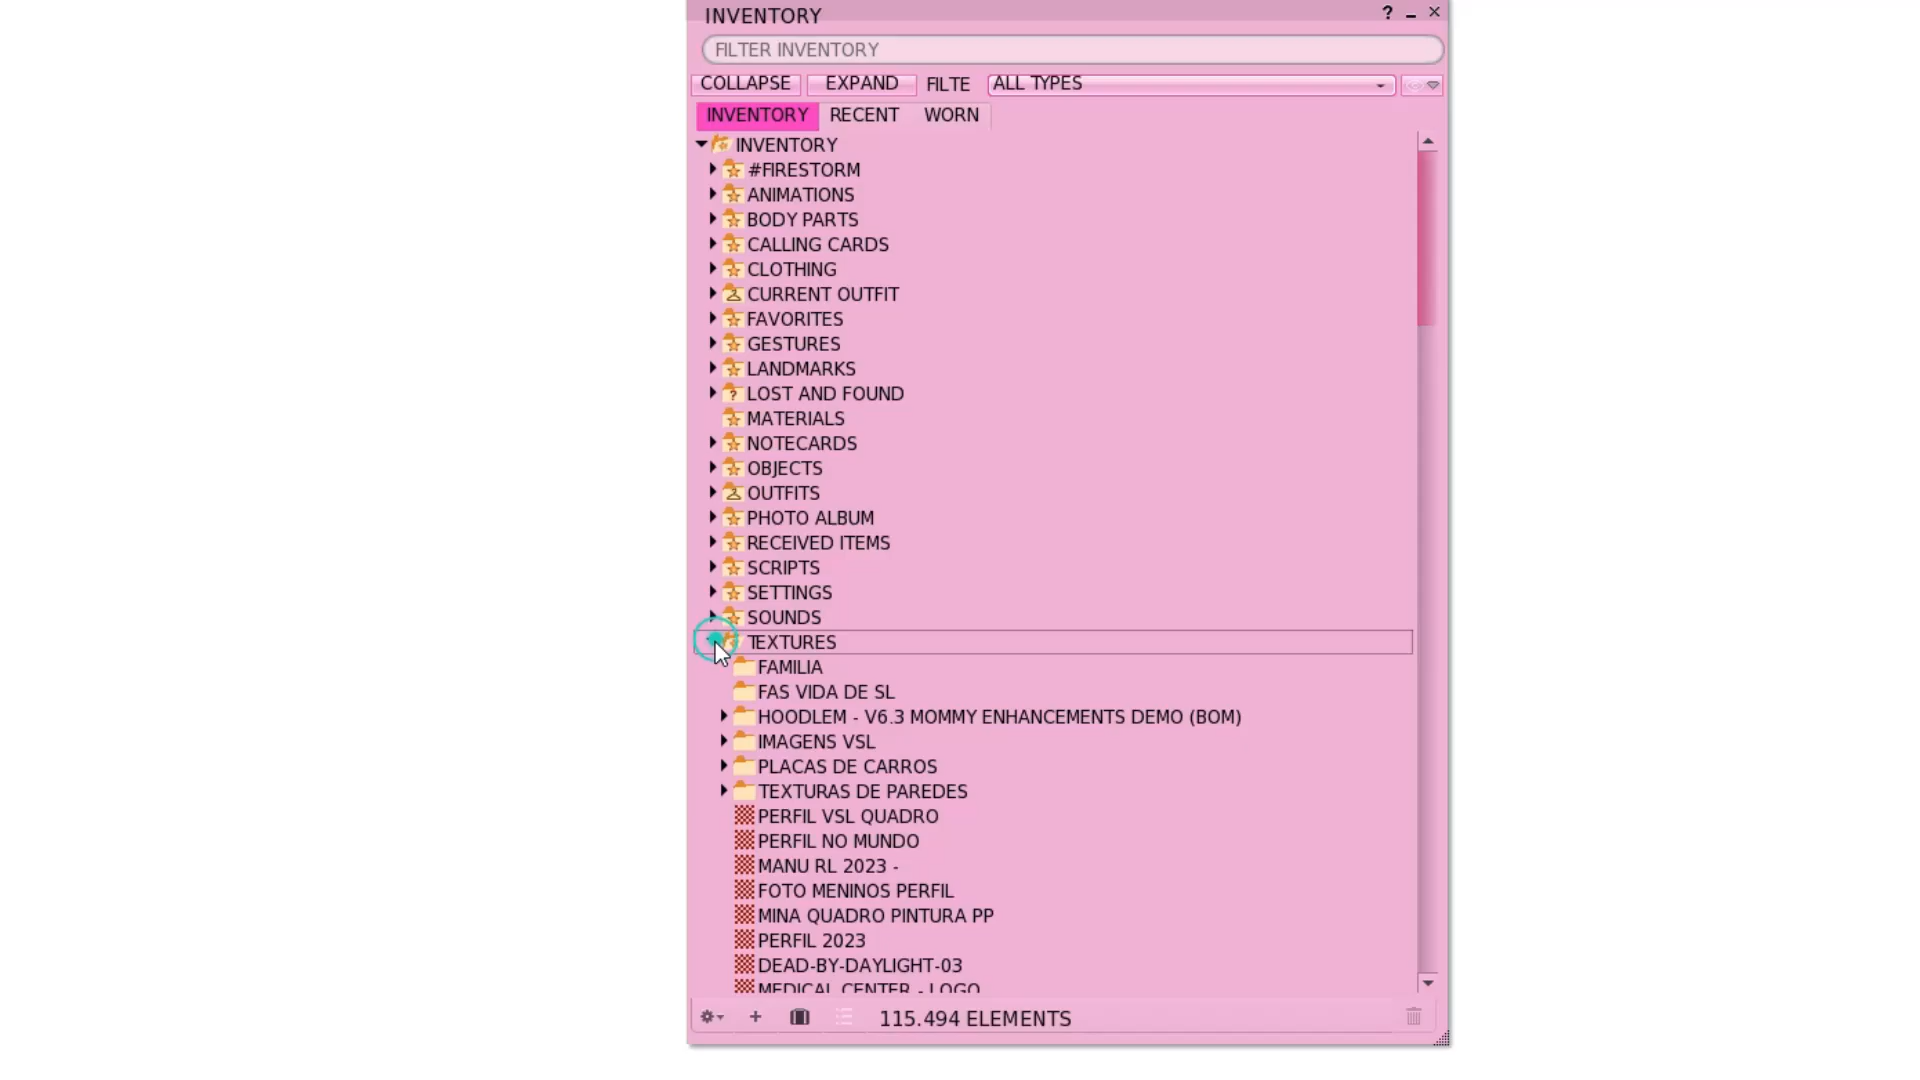 INVENTORY
? _ ×
FILTER INVENTORY
COLLAPSE EXPAND FILTE ALL TYPES
INVENTORY RECENT WORN
INVENTORY
#FIRESTORM
ANIMATIONS
BODY PARTS
CALLING CARDS
CLOTHING
CURRENT OUTFIT
FAVORITES
GESTURES
LANDMARKS
LOST AND FOUND
MATERIALS
NOTECARDS
OBJECTS
OUTFITS
PHOTO ALBUM
RECEIVED ITEMS
SCRIPTS
SETTINGS
SOUNDS
TEXTURES
FAMILIA
FAS VIDA DE SL
HOODLEM - V6.3 MOMMY ENHANCEMENTS DEMO (BOM)
IMAGENS VSL
PLACAS DE CARROS
TEXTURAS DE PAREDES
PERFIL VSL QUADRO
PERFIL NO MUNDO
MANU RL 2023 -
FOTO MENINOS PERFIL
MINA QUADRO PINTURA PP
PERFIL 2023
DEAD-BY-DAYLIGHT-03
MEDICAL CENTER - LOGO
115.494 ELEMENTS